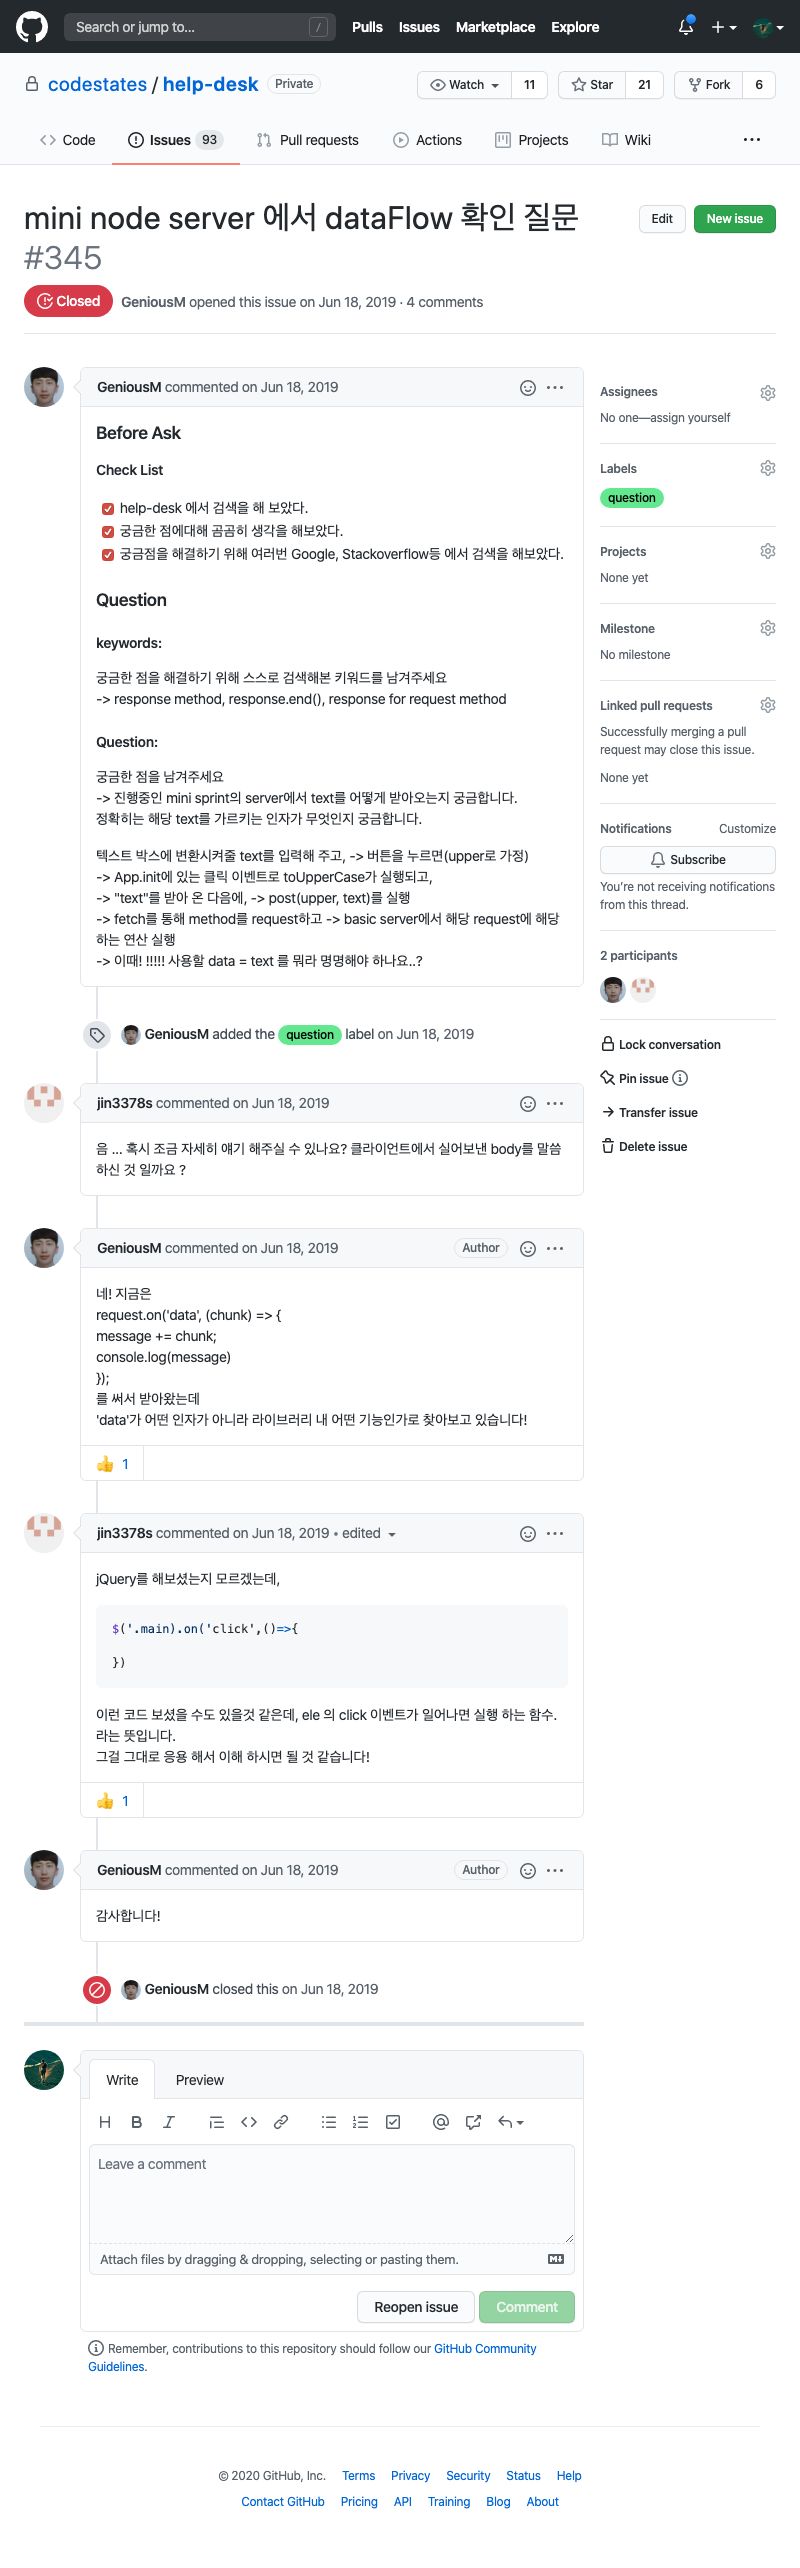 Search or jump to... /
Pulls Issues Marketplace Explore
codestates / help-desk Private
Watch 11 Star 21 Fork 6
Code Issues 93 Pull requests Actions Projects Wiki ...
mini node server 에서 dataFlow 확인 질문
#345
Edit New issue
Closed GeniousM opened this issue on Jun 18, 2019 · 4 comments
GeniousM commented on Jun 18, 2019
Before Ask
Check List
help-desk 에서 검색을 해 보았다.
궁금한 점에대해 곰곰히 생각을 해보았다.
궁금점을 해결하기 위해 여러번 Google, Stackoverflow등 에서 검색을 해보았다.
Question
keywords:
궁금한 점을 해결하기 위해 스스로 검색해본 키워드를 남겨주세요
-> response method, response.end(), response for request method
Question:
궁금한 점을 남겨주세요
-> 진행중인 mini sprint의 server에서 text를 어떻게 받아오는지 궁금합니다.
정확히는 해당 text를 가르키는 인자가 무엇인지 궁금합니다.
텍스트 박스에 변환시켜줄 text를 입력해 주고, -> 버튼을 누르면(upper로 가정)
-> App.init에 있는 클릭 이벤트로 toUpperCase가 실행되고,
-> "text"를 받아 온 다음에, -> post(upper, text)를 실행
-> fetch를 통해 method를 request하고 -> basic server에서 해당 request에 해당
하는 연산 실행
-> 이때! !!!!! 사용할 data = text 를 뭐라 명명해야 하나요..?
GeniousM added the question label on Jun 18, 2019
jin3378s commented on Jun 18, 2019
음 ... 혹시 조금 자세히 얘기 해주실 수 있나요? 클라이언트에서 실어보낸 body를 말씀
하신 것 일까요 ?
GeniousM commented on Jun 18, 2019 Author
네! 지금은
request.on('data', (chunk) => {
message += chunk;
console.log(message)
});
를 써서 받아왔는데
'data'가 어떤 인자가 아니라 라이브러리 내 어떤 기능인가로 찾아보고 있습니다!
1
jin3378s commented on Jun 18, 2019 • edited
jQuery를 해보셨는지 모르겠는데,
$('.main).on('click',()=>{
})
이런 코드 보셨을 수도 있을것 같은데, ele 의 click 이벤트가 일어나면 실행 하는 함수.
라는 뜻입니다.
그걸 그대로 응용 해서 이해 하시면 될 것 같습니다!
1
GeniousM commented on Jun 18, 2019 Author
감사합니다!
GeniousM closed this on Jun 18, 2019
Write Preview
H B I
Leave a comment
Attach files by dragging & dropping, selecting or pasting them.
Reopen issue Comment
Remember, contributions to this repository should follow our GitHub Community
Guidelines.
Assignees
No one—assign yourself
Labels
question
Projects
None yet
Milestone
No milestone
Linked pull requests
Successfully merging a pull
request may close this issue.
None yet
Notifications Customize
Subscribe
You're not receiving notifications
from this thread.
2 participants
Lock conversation
Pin issue
Transfer issue
Delete issue
© 2020 GitHub, Inc. Terms Privacy Security Status Help
Contact GitHub Pricing API Training Blog About